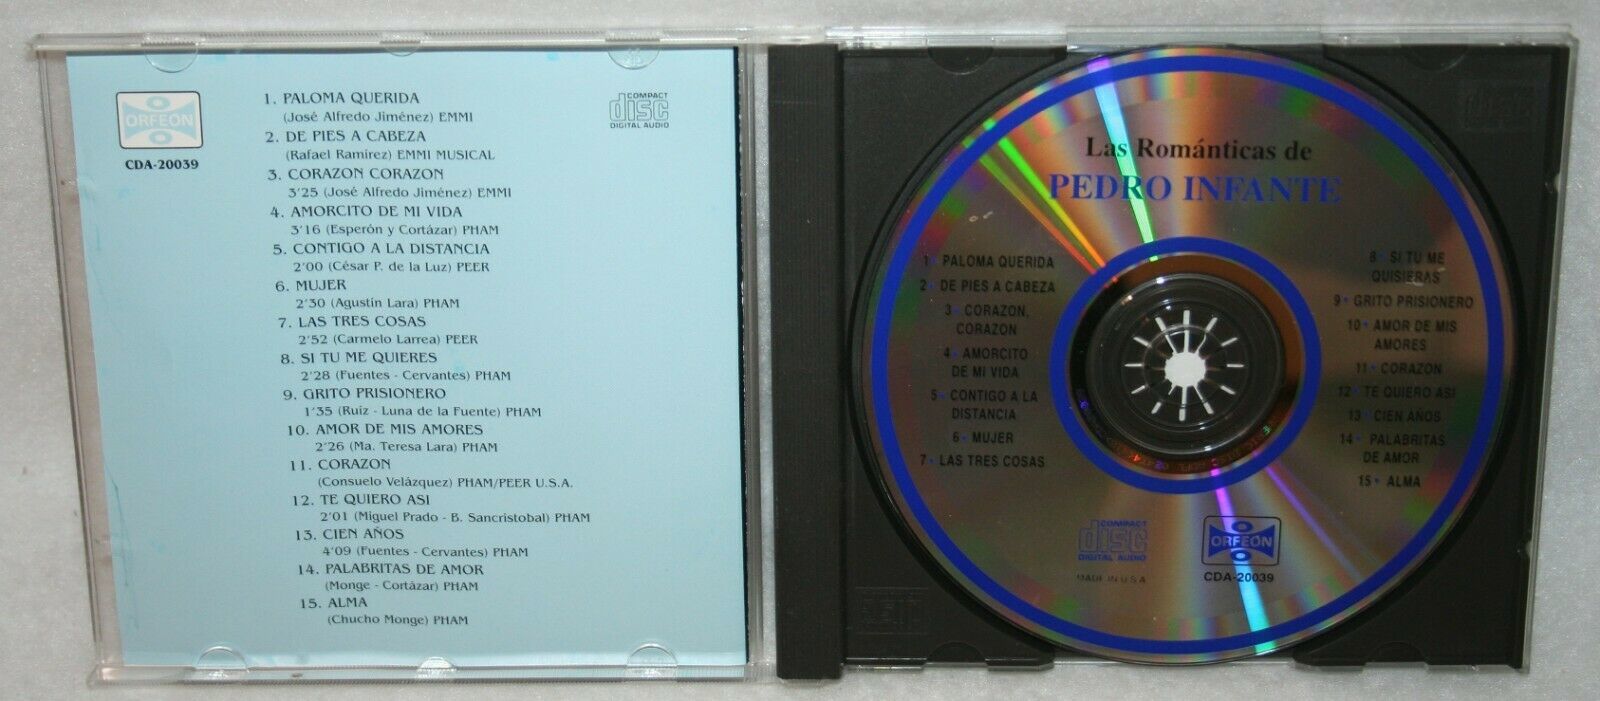 ORFEON
CDA-20039
COMPACT
disc
DIGITAL AUDIO
1. PALOMA QUERIDA
(José Alfredo Jiménez) EMMI
2. DE PIES A CABEZA
(Rafael Ramírez) EMMI MUSICAL
3. CORAZON CORAZON
3'25 (José Alfredo Jiménez) EMMI
4. AMORCITO DE MI VIDA
3'16 (Esperón y Cortázar) PHAM
5. CONTIGO A LA DISTANCIA
2'00 (César P. de la Luz) PEER
6. MUJER
2'30 (Agustín Lara) PHAM
7. LAS TRES COSAS
2'52 (Carmelo Larrea) PEER
8. SI TU ME QUIERES
2'28 (Fuentes - Cervantes) PHAM
9. GRITO PRISIONERO
1'35 (Ruíz - Luna de la Fuente) PHAM
10. AMOR DE MIS AMORES
2'26 (Ma. Teresa Lara) PHAM
11. CORAZON
(Consuelo Velázquez) PHAM/PEER U.S.A.
12. TE QUIERO ASI
2'01 (Miguel Prado - B. Sancristobal) PHAM
13. CIEN AÑOS
4'09 (Fuentes - Cervantes) PHAM
14. PALABRITAS DE AMOR
(Monge - Cortázar) PHAM
15. ALMA
(Chucho Monge) PHAM
Las Románticas de
PEDRO INFANTE
1• PALOMA QUERIDA
2• DE PIES A CABEZA
3• CORAZON,
CORAZON
4• AMORCITO
DE MI VIDA
5• CONTIGO A LA
DISTANCIA
6• MUJER
7• LAS TRES COSAS
8• SI TU ME
QUISIERAS
9• GRITO PRISIONERO
10• AMOR DE MIS
AMORES
11• CORAZON
12• TE QUIERO ASI
13• CIEN AÑOS
14• PALABRITAS
DE AMOR
15• ALMA
COMPACT
disc
DIGITAL AUDIO
MADE IN U.S.A
ORFEON
CDA-20039